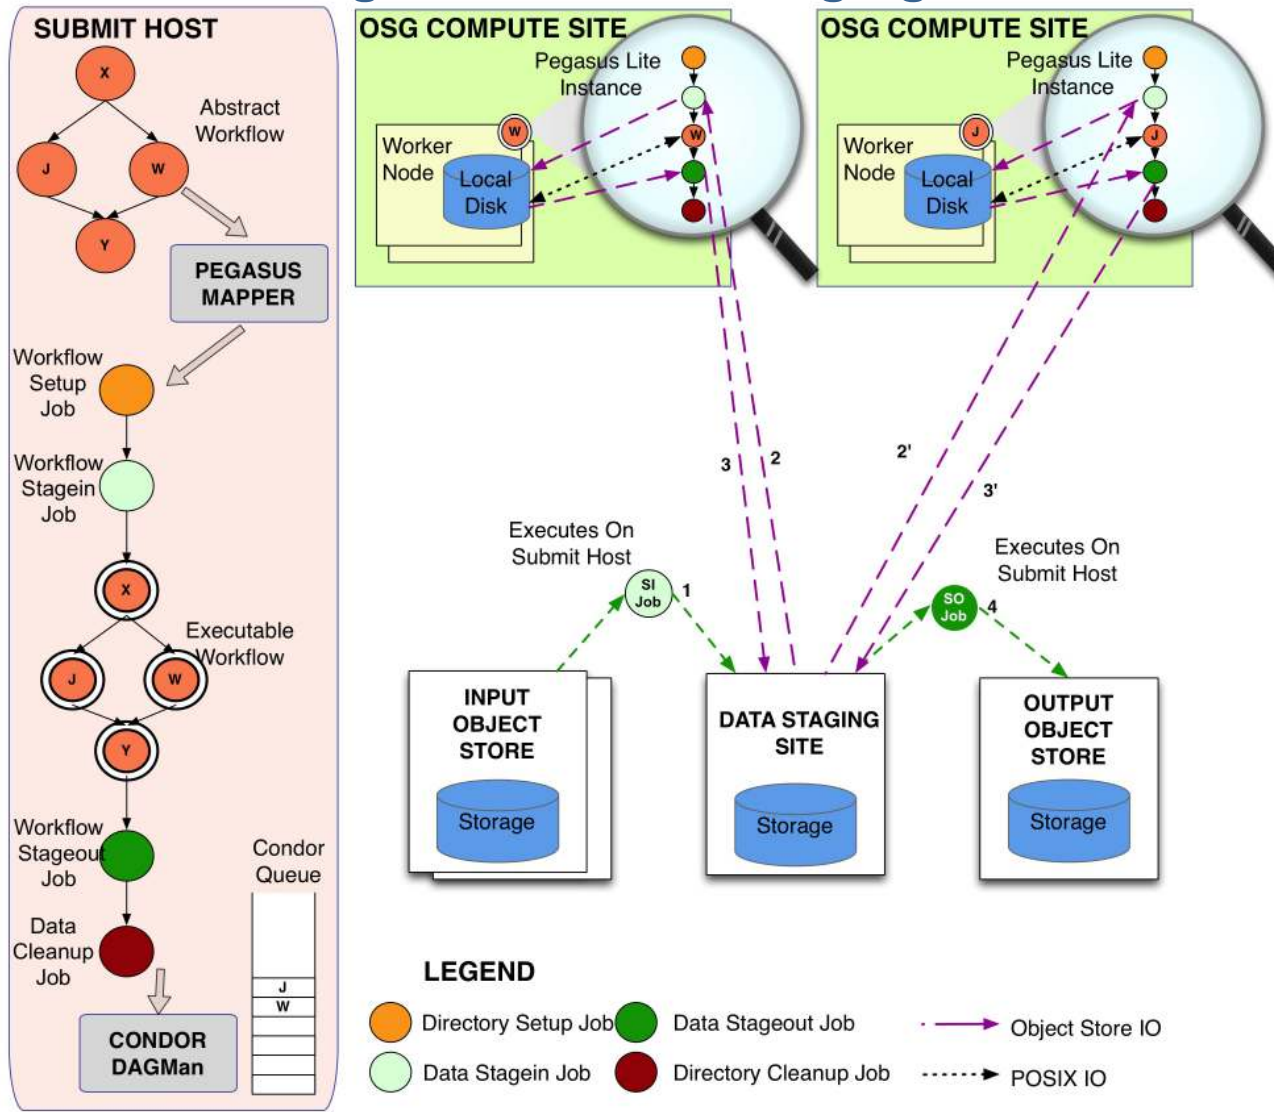 SUBMIT HOST
X
Abstract
Workflow
J
W
Y
PEGASUS
MAPPER
Workflow
Setup
Job
Workflow
Stagein
Job
X
Executable
Workflow
J
W
Y
Workflow
Stageout
Job
Condor
Queue
Data
Cleanup
Job
J
W
CONDOR
DAGMan
OSG COMPUTE SITE
Pegasus Lite
Instance
W
Worker
Node
Local
Disk
W
OSG COMPUTE SITE
Pegasus Lite
Instance
J
Worker
Node
Local
Disk
J
3
2
2'
3'
Executes On
Submit Host
SI
Job
1
Executes On
Submit Host
SO
Job
4
INPUT
OBJECT
STORE
Storage
DATA STAGING
SITE
Storage
OUTPUT
OBJECT
STORE
Storage
LEGEND
Directory Setup Job
Data Stageout Job
Object Store IO
Data Stagein Job
Directory Cleanup Job
POSIX IO